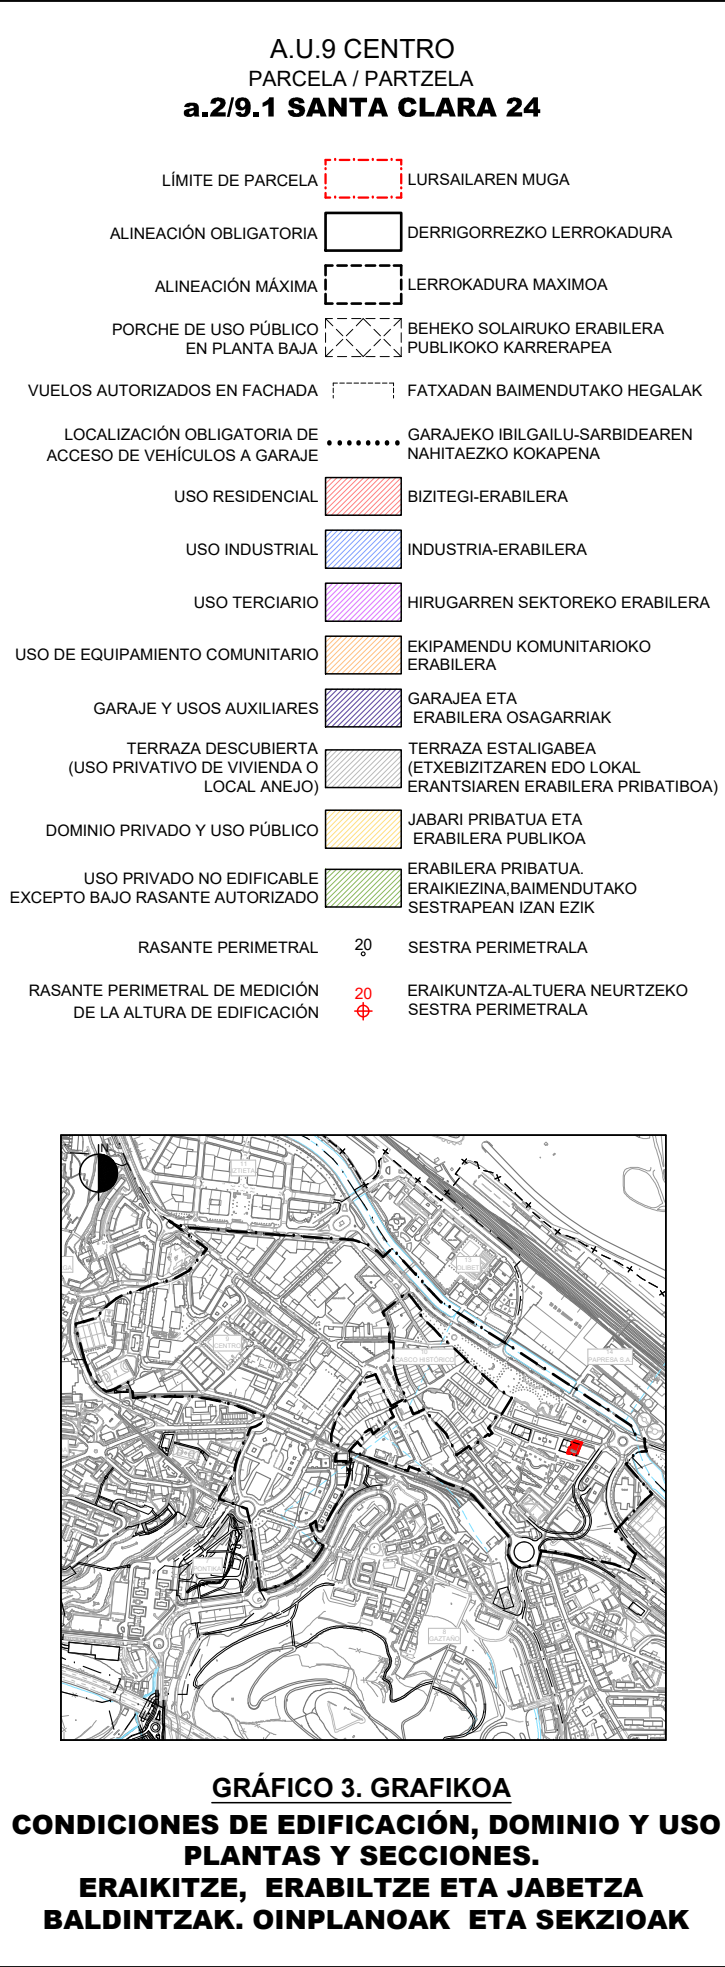 A.U.9 CENTRO
PARCELA / PARTZELA
a.2/9.1 SANTA CLARA 24
LÍMITE DE PARCELA
LURSAILAREN MUGA
ALINEACIÓN OBLIGATORIA
DERRIGORREZKO LERROKADURA
ALINEACIÓN MÁXIMA
LERROKADURA MAXIMOA
PORCHE DE USO PÚBLICO
EN PLANTA BAJA
BEHEKO SOLAIRUKO ERABILERA
PUBLIKOKO KARRERAPEA
VUELOS AUTORIZADOS EN FACHADA
FATXADAN BAIMENDUTAKO HEGALAK
LOCALIZACIÓN OBLIGATORIA DE
ACCESO DE VEHÍCULOS A GARAJE
GARAJEKO IBILGAILU-SARBIDEAREN
NAHITAEZKO KOKAPENA
USO RESIDENCIAL
BIZITEGI-ERABILERA
USO INDUSTRIAL
INDUSTRIA-ERABILERA
USO TERCIARIO
HIRUGARREN SEKTOREKO ERABILERA
USO DE EQUIPAMIENTO COMUNITARIO
EKIPAMENDU KOMUNITARIOKO
ERABILERA
GARAJE Y USOS AUXILIARES
GARAJEA ETA
ERABILERA OSAGARRIAK
TERRAZA DESCUBIERTA
(USO PRIVATIVO DE VIVIENDA O
LOCAL ANEJO)
TERRAZA ESTALIGABEA
(ETXEBIZITZAREN EDO LOKAL
ERANTSIAREN ERABILERA PRIBATIBOA)
DOMINIO PRIVADO Y USO PÚBLICO
JABARI PRIBATUA ETA
ERABILERA PUBLIKOA
USO PRIVADO NO EDIFICABLE
EXCEPTO BAJO RASANTE AUTORIZADO
ERABILERA PRIBATUA.
ERAIKIEZINA,BAIMENDUTAKO
SESTRAPEAN IZAN EZIK
RASANTE PERIMETRAL
20
SESTRA PERIMETRALA
RASANTE PERIMETRAL DE MEDICIÓN
DE LA ALTURA DE EDIFICACIÓN
20
ERAIKUNTZA-ALTUERA NEURTZEKO
SESTRA PERIMETRALA
11
IZTIETA
9
CENTRO
CASCO HISTÓRICO
14
PAPRESA S.A.
8
GAZTAÑO
GRÁFICO 3. GRAFIKOA
CONDICIONES DE EDIFICACIÓN, DOMINIO Y USO
PLANTAS Y SECCIONES.
ERAIKITZE, ERABILTZE ETA JABETZA
BALDINTZAK. OINPLANOAK ETA SEKZIOAK